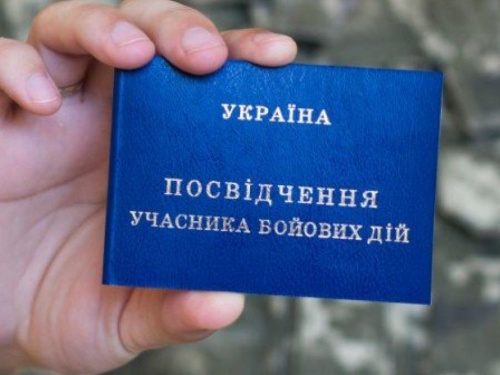 УКРАЇНА
ПОСВІДЧЕННЯ
УЧАСНИКА БОЙОВИХ ДІЙ